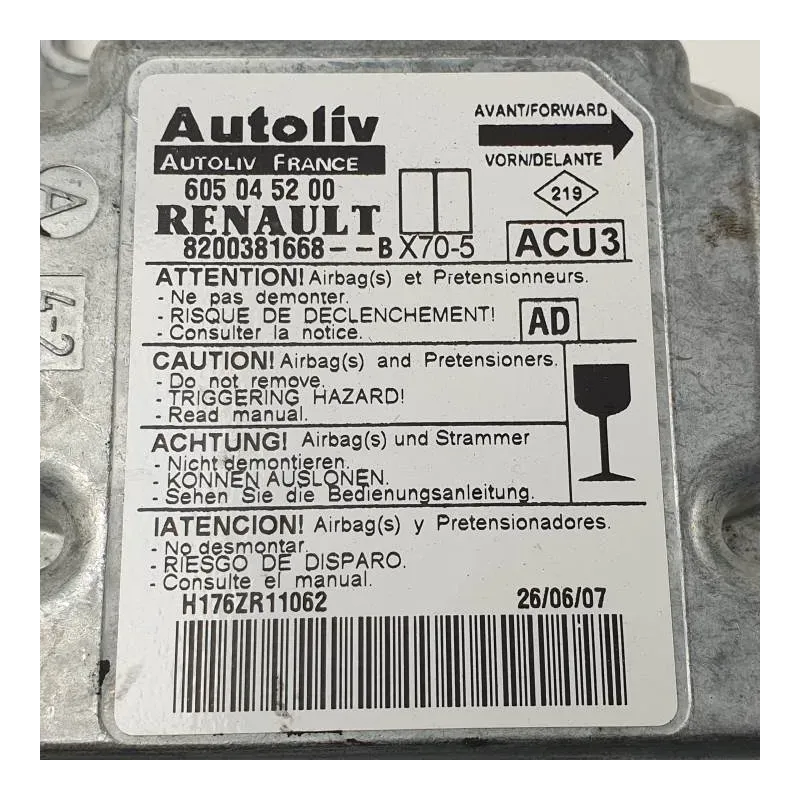 Autoliv
AUTOLIV FRANCE
605 04 52 00
RENAULT
8200381668--B X70-5
AVANT/FORWARD
VORN/DELANTE
219
ACU3
ATTENTION! Airbag(s) et Pretensionneurs.
- Ne pas demonter.
- RISQUE DE DECLENCHEMENT!
- Consulter la notice.
AD
CAUTION! Airbag(s) and Pretensioners.
- Do not remove.
- TRIGGERING HAZARD!
- Read manual.
ACHTUNG! Airbag(s) und Strammer
- Nicht demontieren.
- KONNEN AUSLONEN.
- Sehen Sie die Bedienungsanleitung.
IATENCION! Airbag(s) y Pretensionadores.
- No desmontar.
- RIESGO DE DISPARO.
- Consulte el manual.
H176ZR11062 26/06/07
A
L-2